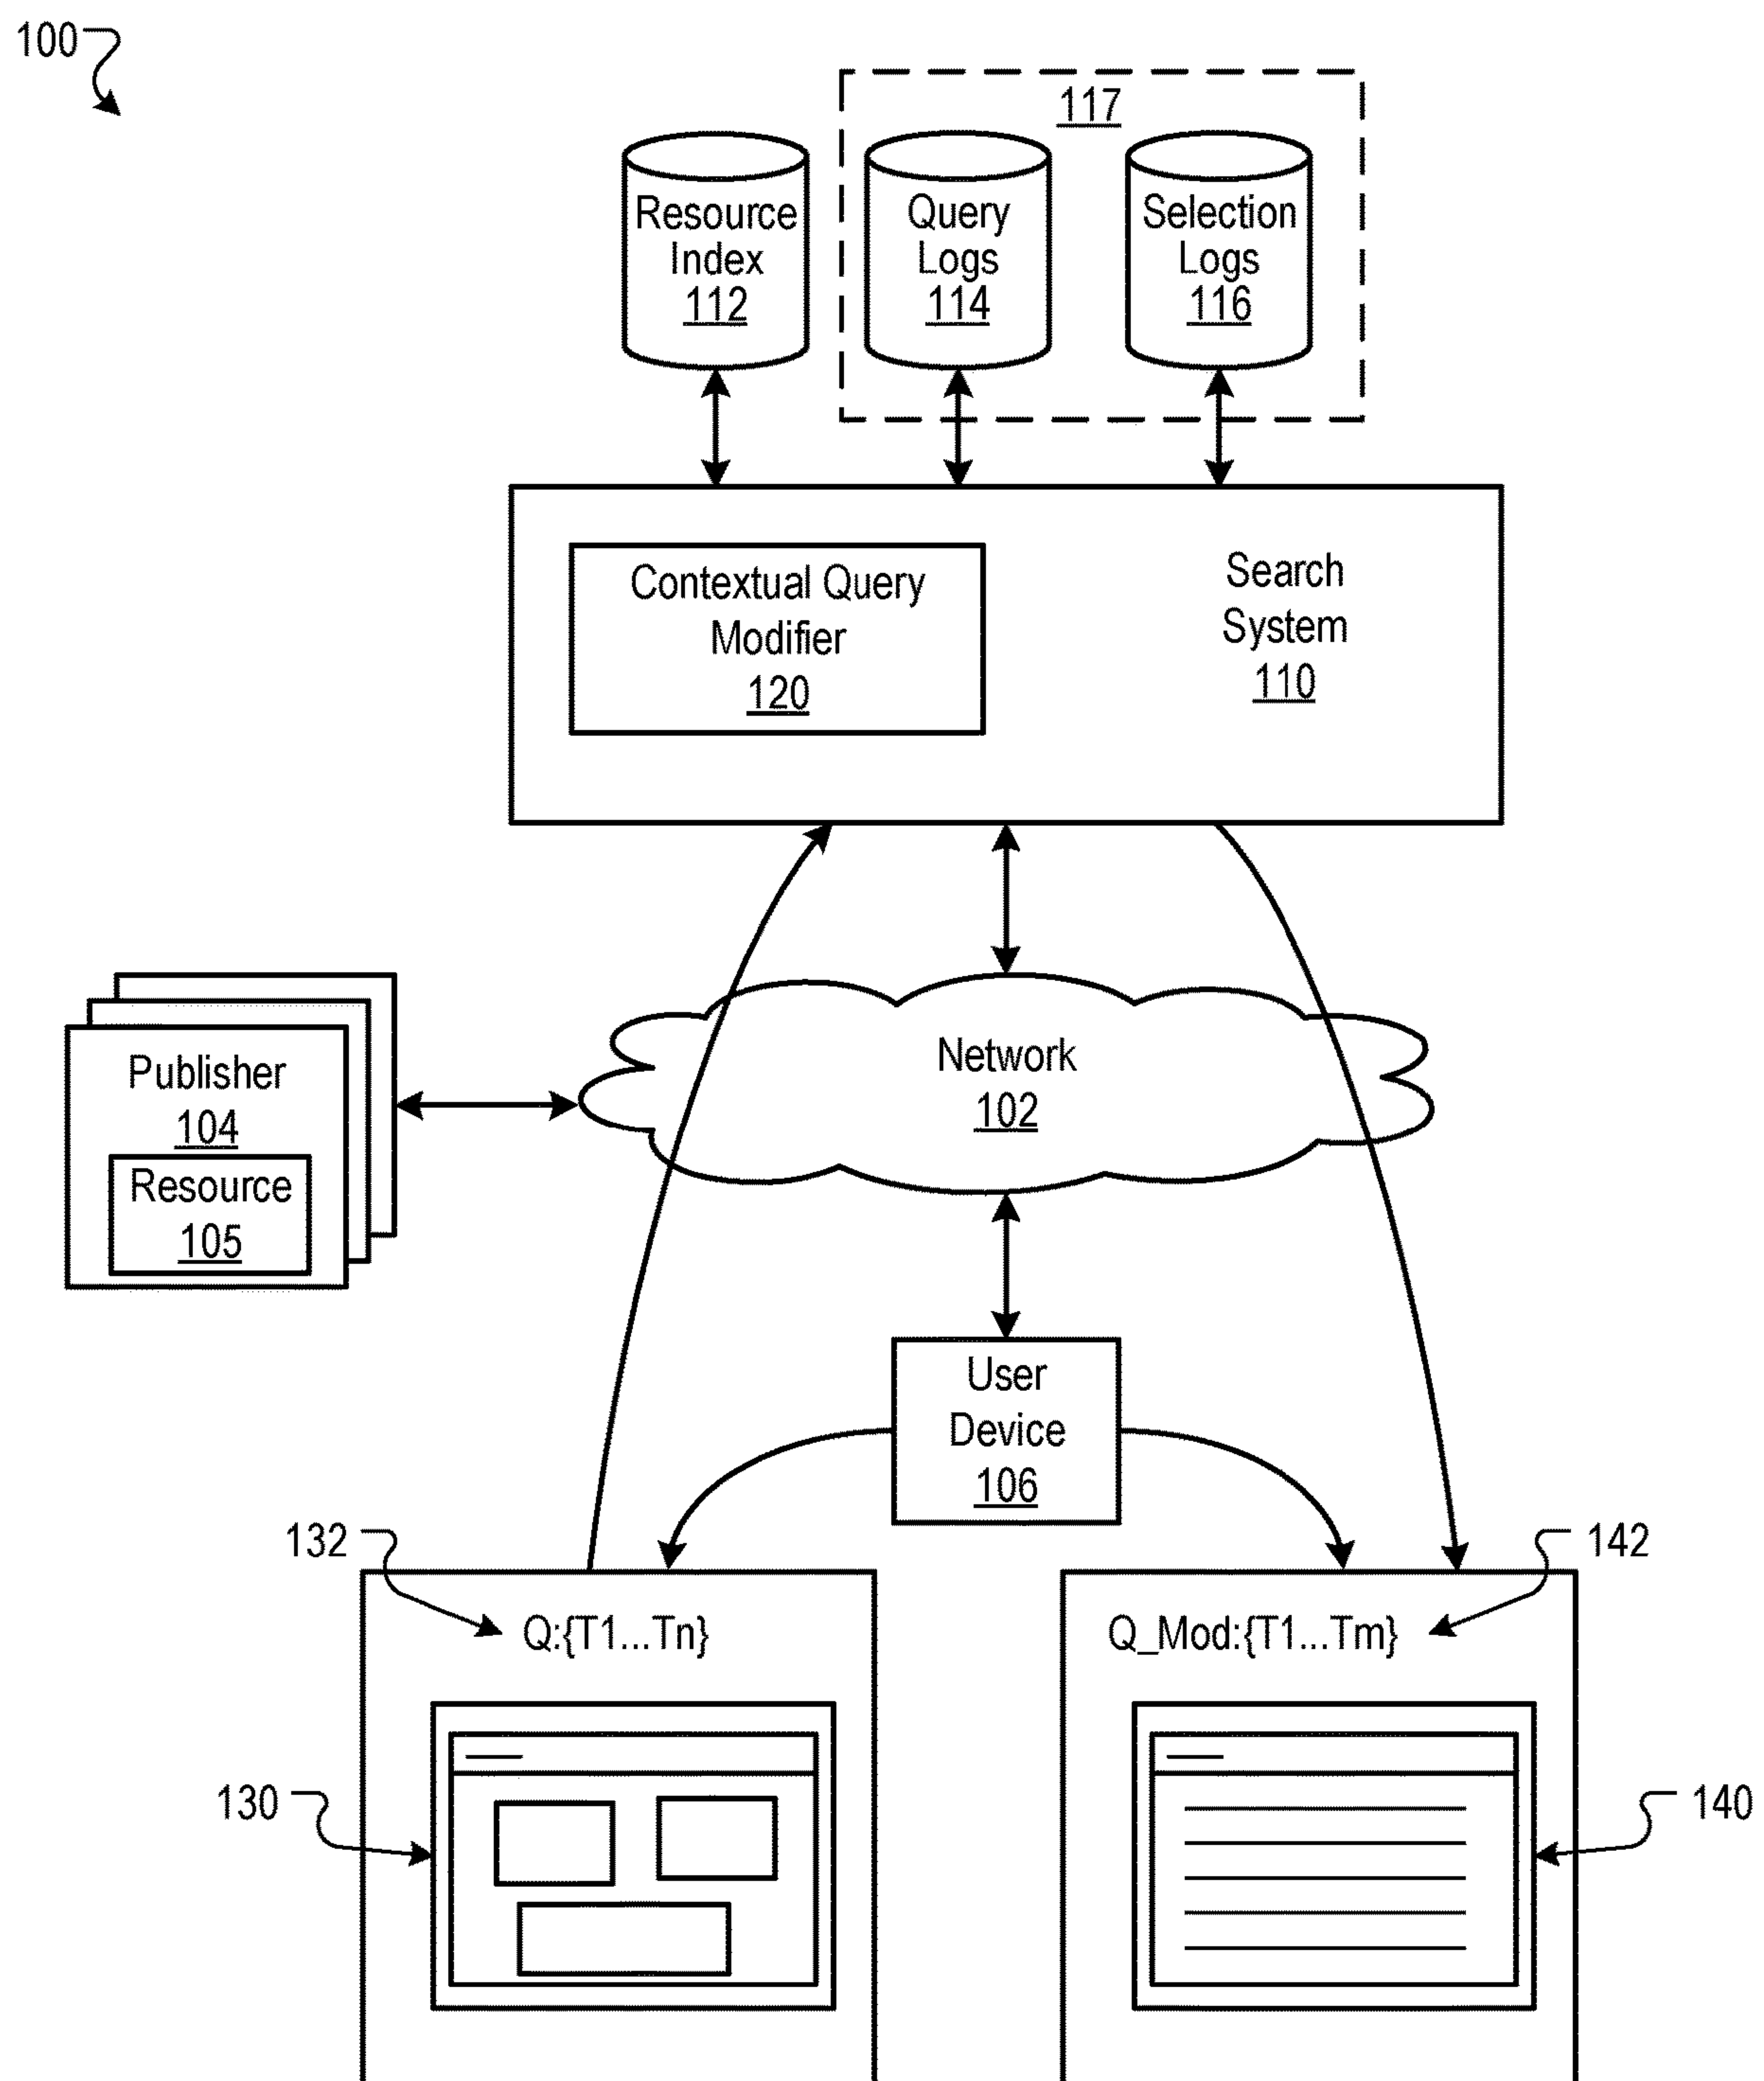 100
117
Resource
Index
112
Query
Logs
114
Selection
Logs
116
Contextual Query
Modifier
120
Search
System
110
Publisher
104
Resource
105
Network
102
User
Device
106
132
142
Q:{T1...Tn}
Q_Mod:{T1...Tm}
130
140